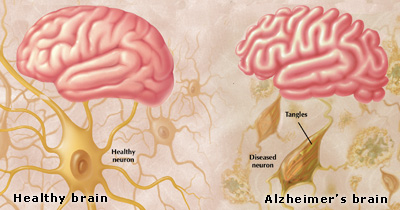 Healthy
neuron
Healthy brain
Tangles
Diseased
neuron
Alzheimer's brain